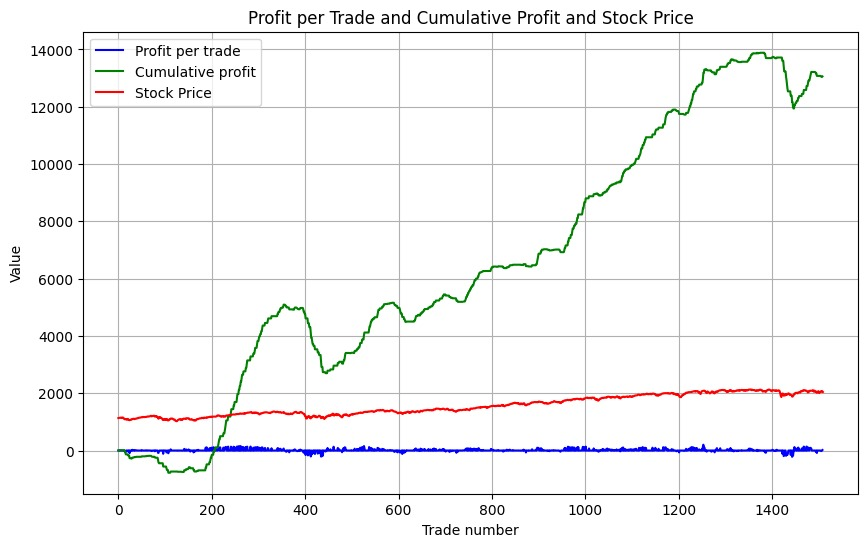 Profit per Trade and Cumulative Profit and Stock Price
Profit per trade
Cumulative profit
Stock Price
14000
12000
10000
8000
6000
4000
2000
0
Value
0 200 400 600 800 1000 1200 1400
Trade number